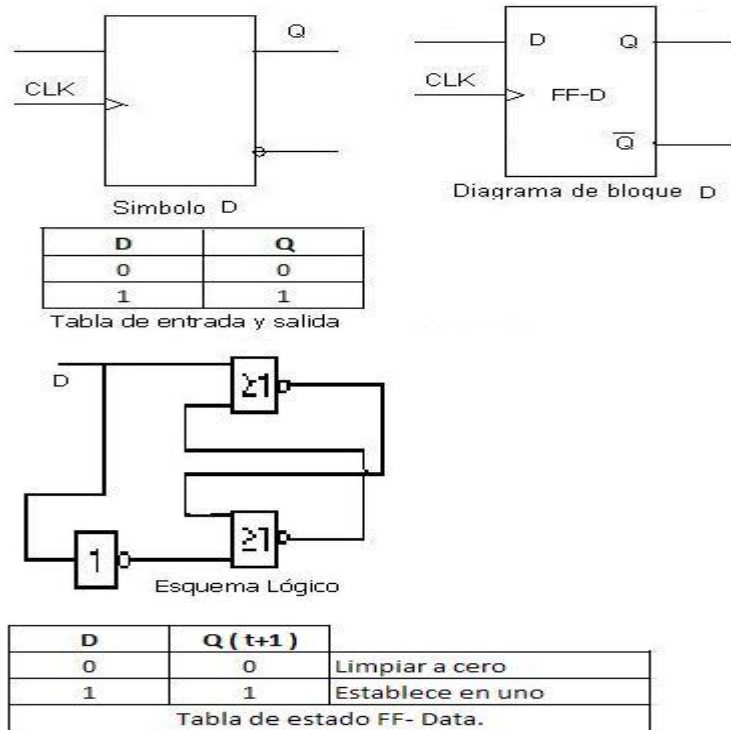 Q
CLK
Simbolo D
D Q
CLK FF-D
Q
Diagrama de bloque D
D Q
0 0
1 1
Tabla de entrada y salida
D
≥1
≥1
1
Esquema Lógico
D Q ( t+1 )
0 0 Limpiar a cero
1 1 Establece en uno
Tabla de estado FF- Data.